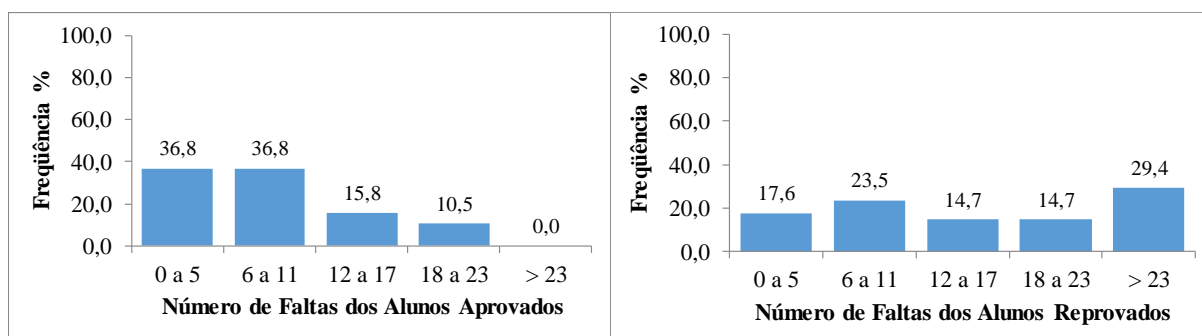 Freqüência %
100,0
80,0
60,0
40,0
20,0
0,0
36,8
36,8
15,8
10,5
0,0
0 a 5
6 a 11
12 a 17
18 a 23
> 23
Número de Faltas dos Alunos Aprovados
Freqüência %
100,0
80,0
60,0
40,0
20,0
0,0
17,6
23,5
14,7
14,7
29,4
0 a 5
6 a 11
12 a 17
18 a 23
> 23
Número de Faltas dos Alunos Reprovados